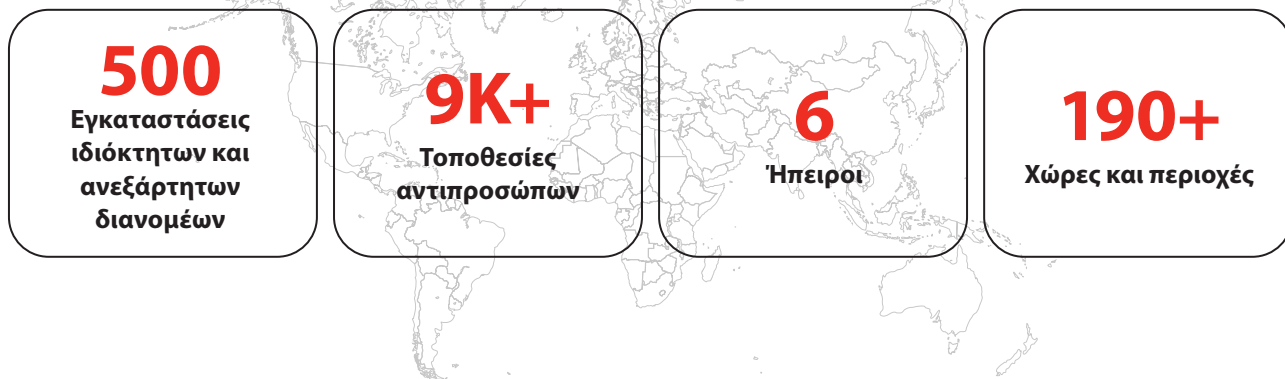 500
Εγκαταστάσεις
ιδιόκτητων και
ανεξάρτητων
διανομέων
9K+
Τοποθεσίες
αντιπροσώπων
6
Ήπειροι
190+
Χώρες και περιοχές